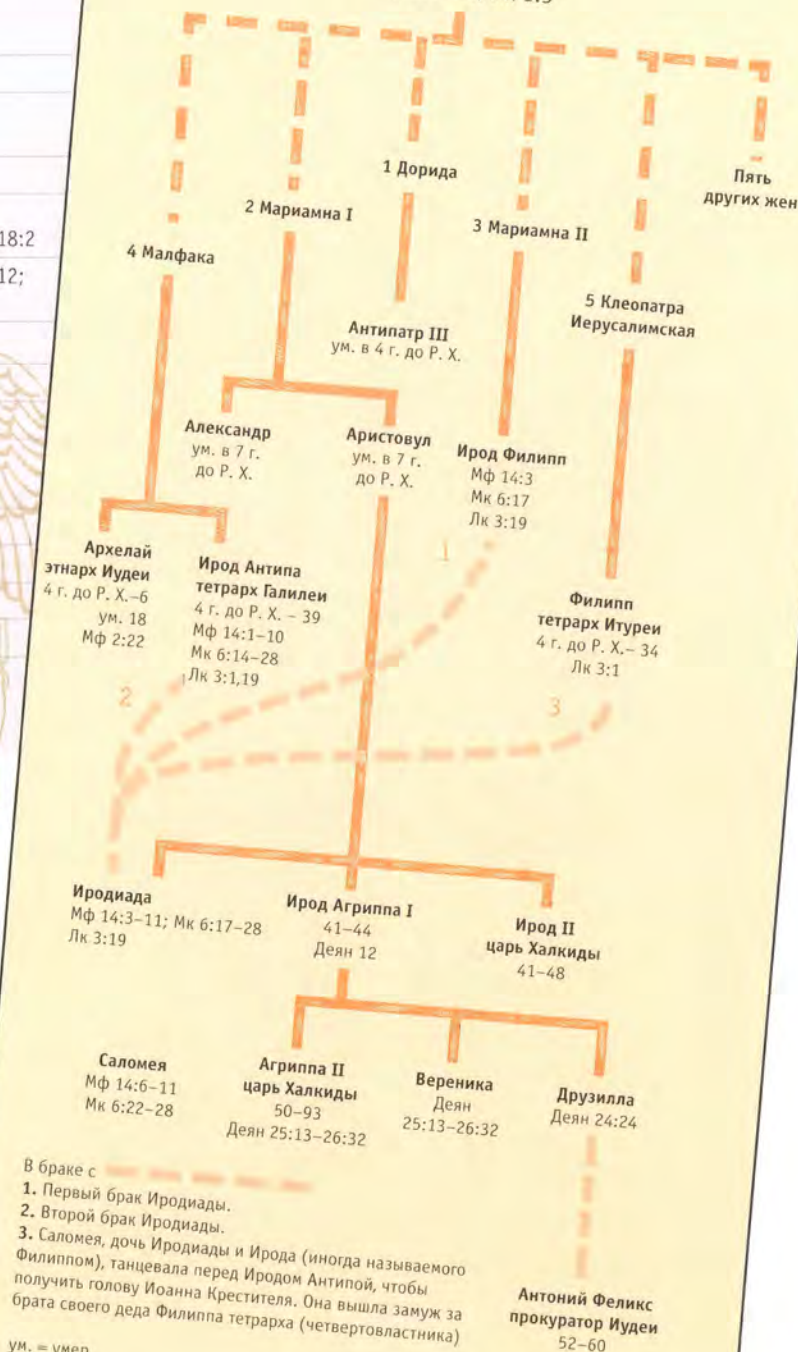 18:2
12;
1 Дорида
Пять
других жен
2 Мариамна I
3 Мариамна II
4 Малфака
5 Клеопатра
Иерусалимская
Антипатр III
ум. в 4 г. до Р. Х.
Александр
ум. в 7 г.
до Р. Х.
Аристовул
ум. в 7 г.
до Р. Х.
Ирод Филипп
Мф 14:3
Мк 6:17
Лк 3:19
1
Архелай
этнарх Иудеи
4 г. до Р. Х.–6
ум. 18
Мф 2:22
Ирод Антипа
тетрарх Галилеи
4 г. до Р. Х. – 39
Мф 14:1–10
Мк 6:14–28
Лк 3:1,19
Филипп
тетрарх Итуреи
4 г. до Р. Х.– 34
Лк 3:1
2
3
Иродиада
Мф 14:3–11; Мк 6:17–28
Лк 3:19
Ирод Агриппа I
41–44
Деян 12
Ирод II
царь Халкиды
41–48
Саломея
Мф 14:6–11
Мк 6:22–28
Агриппа II
царь Халкиды
50–93
Деян 25:13–26:32
Вереника
Деян
25:13–26:32
Друзилла
Деян 24:24
В браке с
1. Первый брак Иродиады.
2. Второй брак Иродиады.
3. Саломея, дочь Иродиады и Ирода (иногда называемого
Филиппом), танцевала перед Иродом Антипой, чтобы
получить голову Иоанна Крестителя. Она вышла замуж за
брата своего деда Филиппа тетрарха (четвертовластника)
ум. = умер
Антоний Феликс
прокуратор Иудеи
52–60